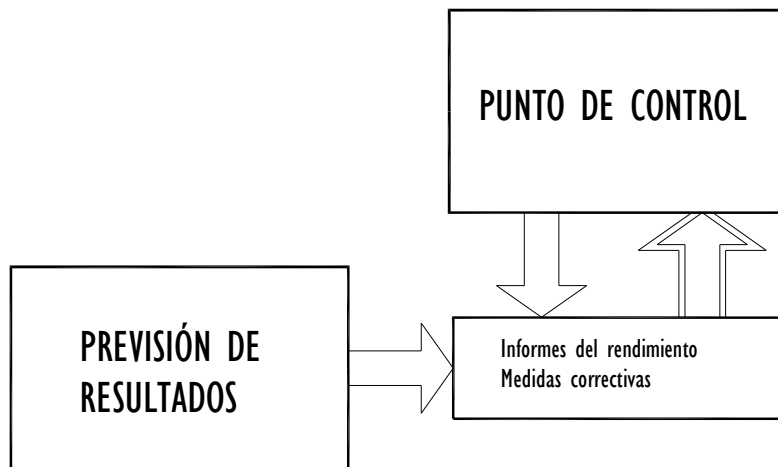 PUNTO DE CONTROL
PREVISIÓN DE
RESULTADOS
Informes del rendimiento
Medidas correctivas